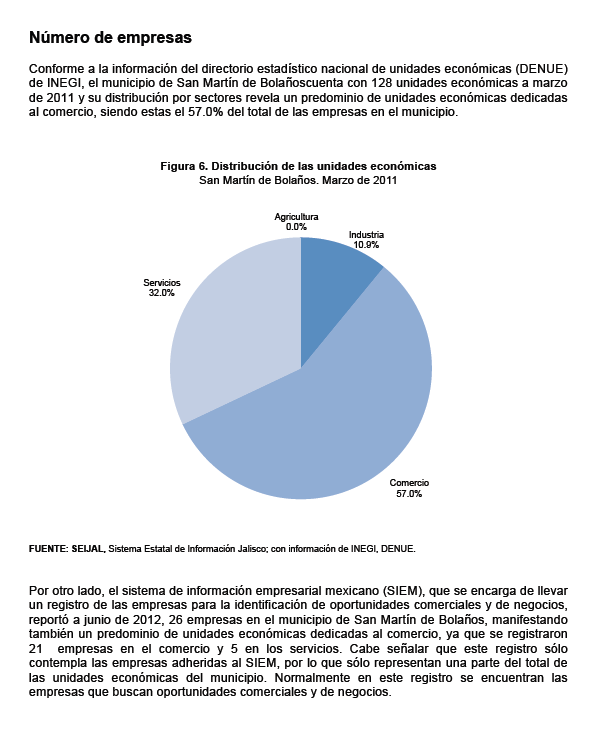 Número de empresas
Conforme a la información del directorio estadístico nacional de unidades económicas (DENUE)
de INEGI, el municipio de San Martín de Bolañoscuenta con 128 unidades económicas a marzo
de 2011 y su distribución por sectores revela un predominio de unidades económicas dedicadas
al comercio, siendo estas el 57.0% del total de las empresas en el municipio.
Figura 6. Distribución de las unidades económicas
San Martín de Bolaños. Marzo de 2011
Agricultura
0.0%
Industria
10.9%
Servicios
32.0%
Comercio
57.0%
FUENTE: SEIJAL, Sistema Estatal de Información Jalisco; con información de INEGI, DENUE.
Por otro lado, el sistema de información empresarial mexicano (SIEM), que se encarga de llevar
un registro de las empresas para la identificación de oportunidades comerciales y de negocios,
reportó a junio de 2012, 26 empresas en el municipio de San Martín de Bolaños, manifestando
también un predominio de unidades económicas dedicadas al comercio, ya que se registraron
21  empresas en el comercio y 5 en los servicios. Cabe señalar que este registro sólo
contempla las empresas adheridas al SIEM, por lo que sólo representan una parte del total de
las unidades económicas del municipio. Normalmente en este registro se encuentran las
empresas que buscan oportunidades comerciales y de negocios.